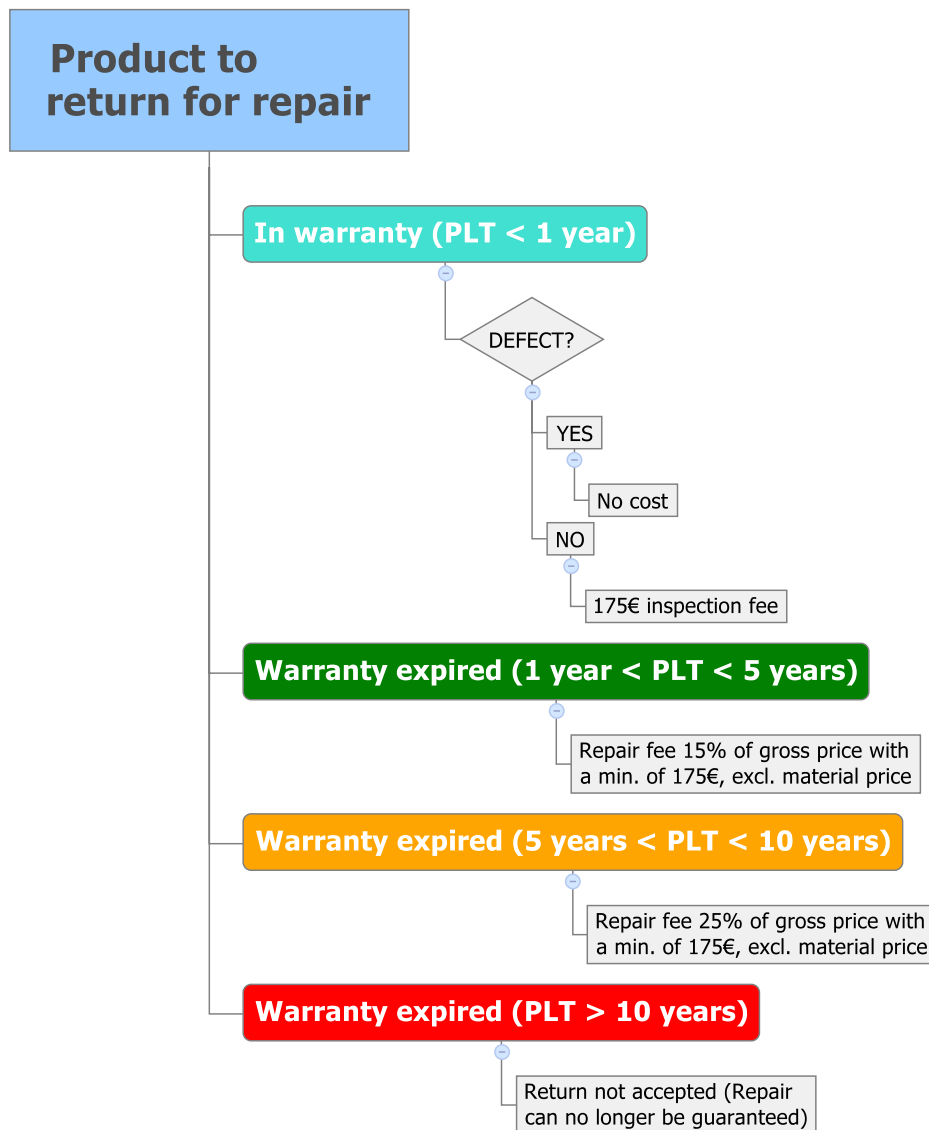 Product to
return for repair
In warranty (PLT < 1 year)
DEFECT?
YES
No cost
NO
175€ inspection fee
Warranty expired (1 year < PLT < 5 years)
Repair fee 15% of gross price with
a min. of 175€, excl. material price
Warranty expired (5 years < PLT < 10 years)
Repair fee 25% of gross price with
a min. of 175€, excl. material price
Warranty expired (PLT > 10 years)
Return not accepted (Repair
can no longer be guaranteed)